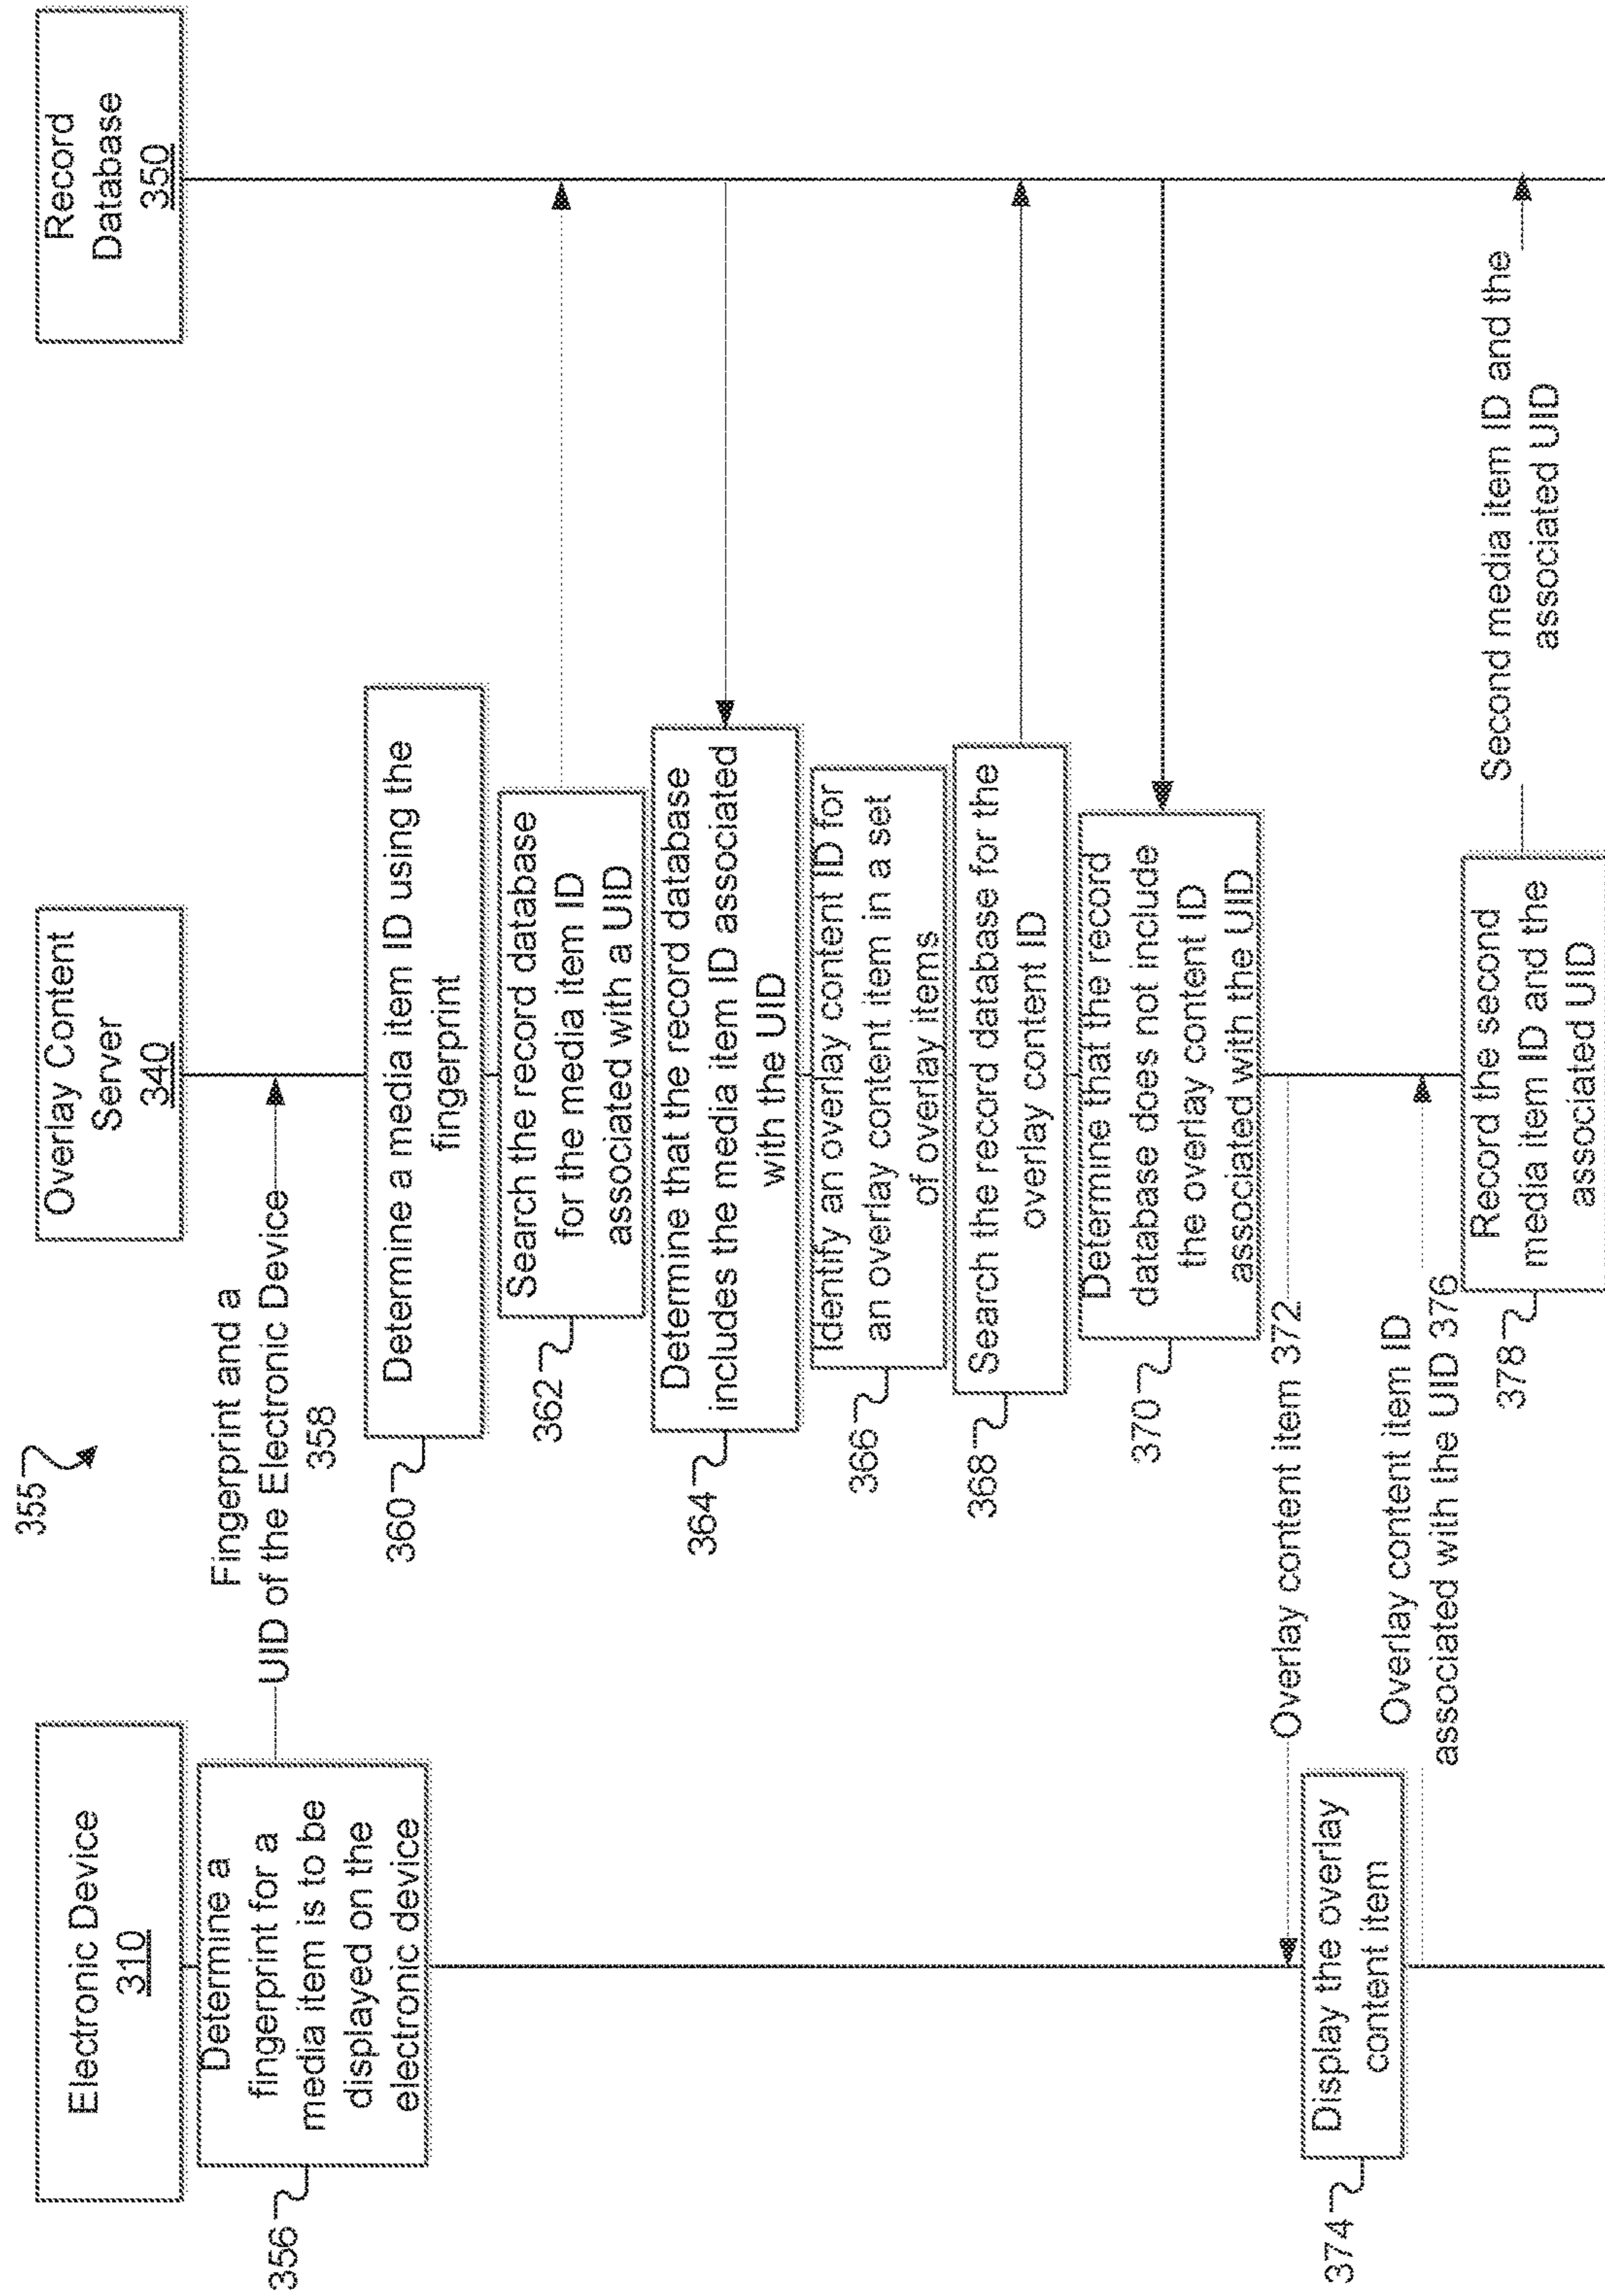 355
Electronic Device
310
Overlay Content
Server
340
Record
Database
350
356
Determine a
fingerprint for a
media item is to be
displayed on the
electronic device
Fingerprint and a
UID of the Electronic Device
358
360
Determine a media item ID using the
fingerprint
362
Search the record database
for the media item ID
associated with a UID
364
Determine that the record database
includes the media item ID associated
with the UID
366
Identify an overlay content ID for
an overlay content item in a set
of overlay items
368
Search the record database for the
overlay content ID
370
Determine that the record
database does not include
the overlay content ID
associated with the UID
Overlay content item 372
374
Display the overlay
content item
Overlay content item ID
associated with the UID 376
378
Record the second
media item ID and the
associated UID
Second media item ID and the
associated UID